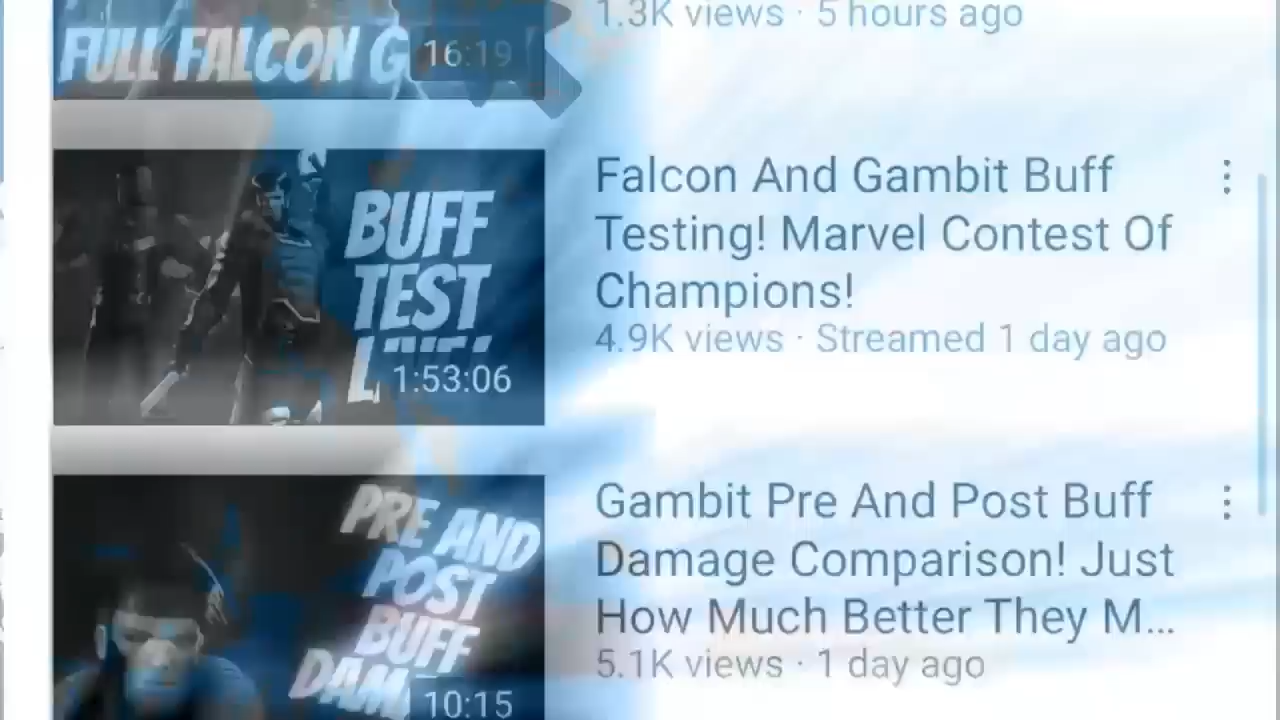 FULL FALCON G
16:19
1.3K views · 5 hours ago
BUFF
TEST
LIVE!
1:53:06
Falcon And Gambit Buff
Testing! Marvel Contest Of
Champions!
4.9K views · Streamed 1 day ago
PRE AND
POST
BUFF
DAM
10:15
Gambit Pre And Post Buff
Damage Comparison! Just
How Much Better They M...
5.1K views · 1 day ago